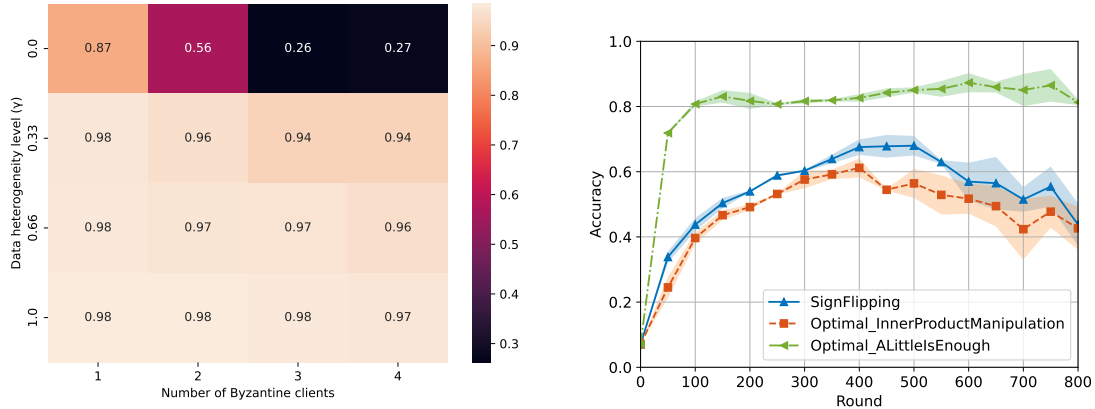 Data heterogeneity level (γ)
0.0
0.33
0.66
1.0
0.87 0.56 0.26 0.27
0.98 0.96 0.94 0.94
0.98 0.97 0.97 0.96
0.98 0.98 0.98 0.97
1 2 3 4
Number of Byzantine clients
0.9
0.8
0.7
0.6
0.5
0.4
0.3
Accuracy
1.0
0.8
0.6
0.4
0.2
0.0
SignFlipping
Optimal_InnerProductManipulation
Optimal_ALittleIsEnough
0 100 200 300 400 500 600 700 800
Round